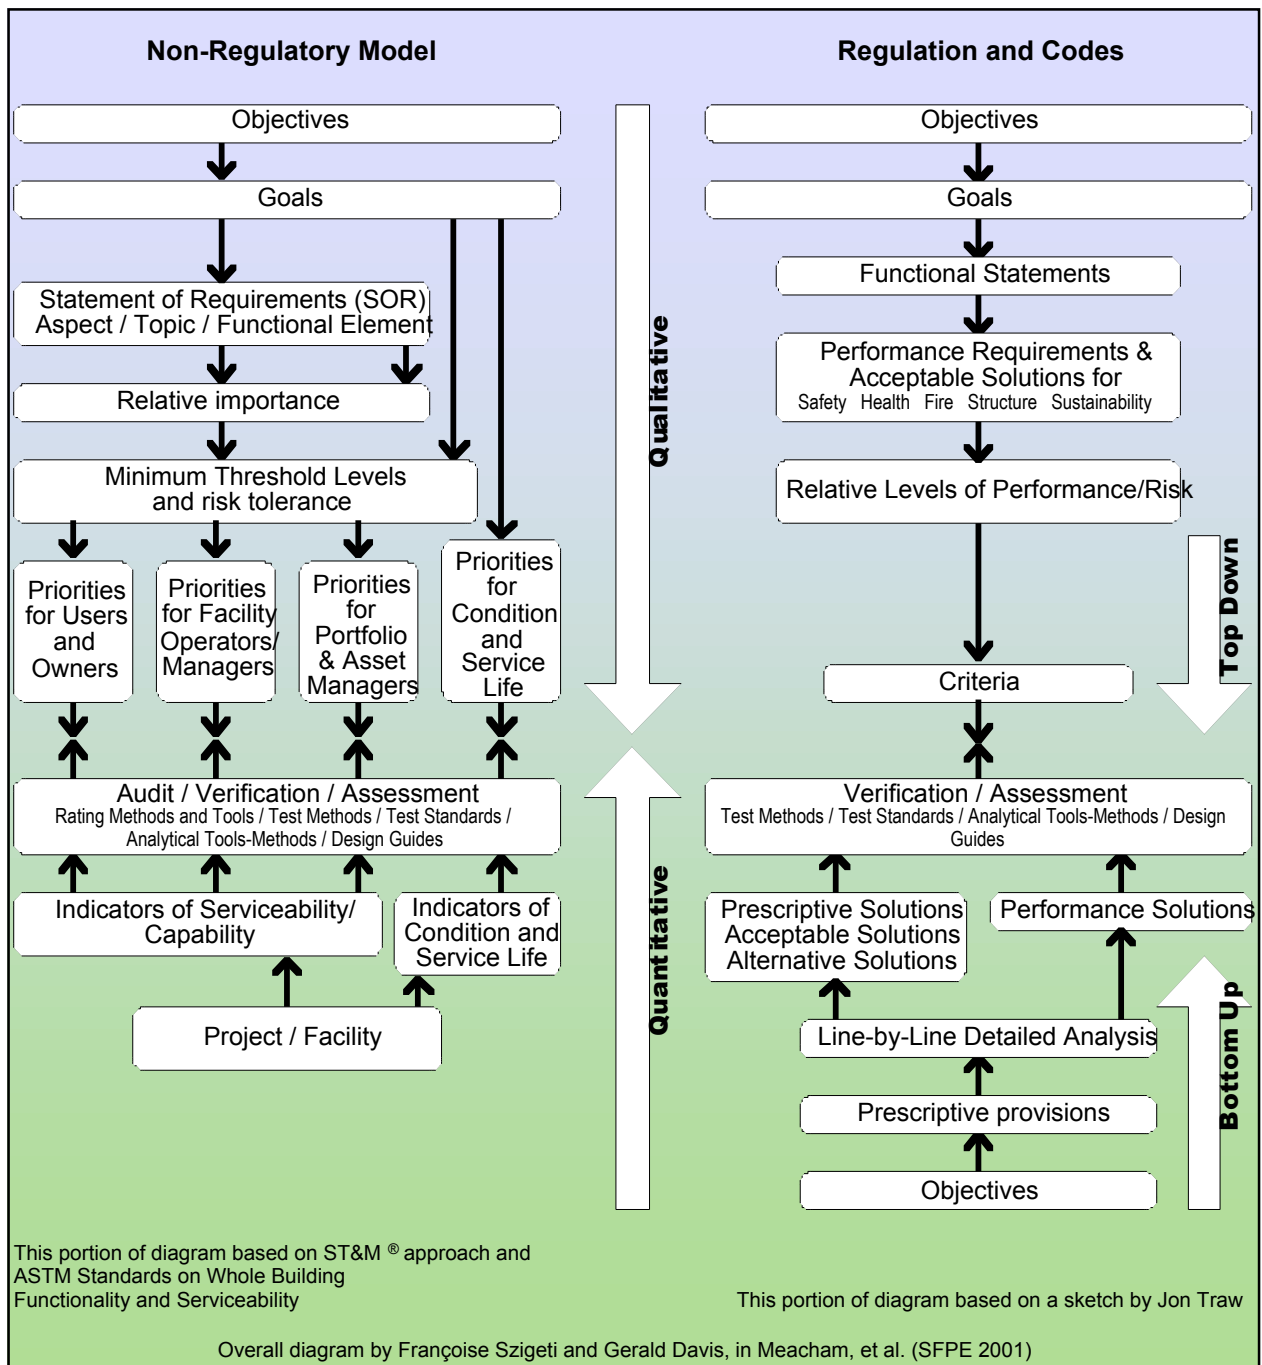 Non-Regulatory Model
Objectives
Goals
Statement of Requirements (SOR)
Aspect / Topic / Functional Element
Relative importance
Minimum Threshold Levels
and risk tolerance
Priorities
for Users
and
Owners
Priorities
for Facility
Operators/
Managers
Priorities
for
Portfolio
& Asset
Managers
Priorities
for
Condition
and
Service
Life
Audit / Verification / Assessment
Rating Methods and Tools / Test Methods / Test Standards /
Analytical Tools-Methods / Design Guides
Indicators of Serviceability/
Capability
Indicators of
Condition and
Service Life
Project / Facility
This portion of diagram based on ST&M ® approach and
ASTM Standards on Whole Building
Functionality and Serviceability
Qualitative
Quantitative
Regulation and Codes
Objectives
Goals
Functional Statements
Performance Requirements &
Acceptable Solutions for
Safety Health Fire Structure Sustainability
Relative Levels of Performance/Risk
Top Down
Criteria
Verification / Assessment
Test Methods / Test Standards / Analytical Tools-Methods / Design
Guides
Prescriptive Solutions
Acceptable Solutions
Alternative Solutions
Performance Solutions
Line-by-Line Detailed Analysis
Prescriptive provisions
Objectives
Bottom Up
This portion of diagram based on a sketch by Jon Traw
Overall diagram by Françoise Szigeti and Gerald Davis, in Meacham, et al. (SFPE 2001)